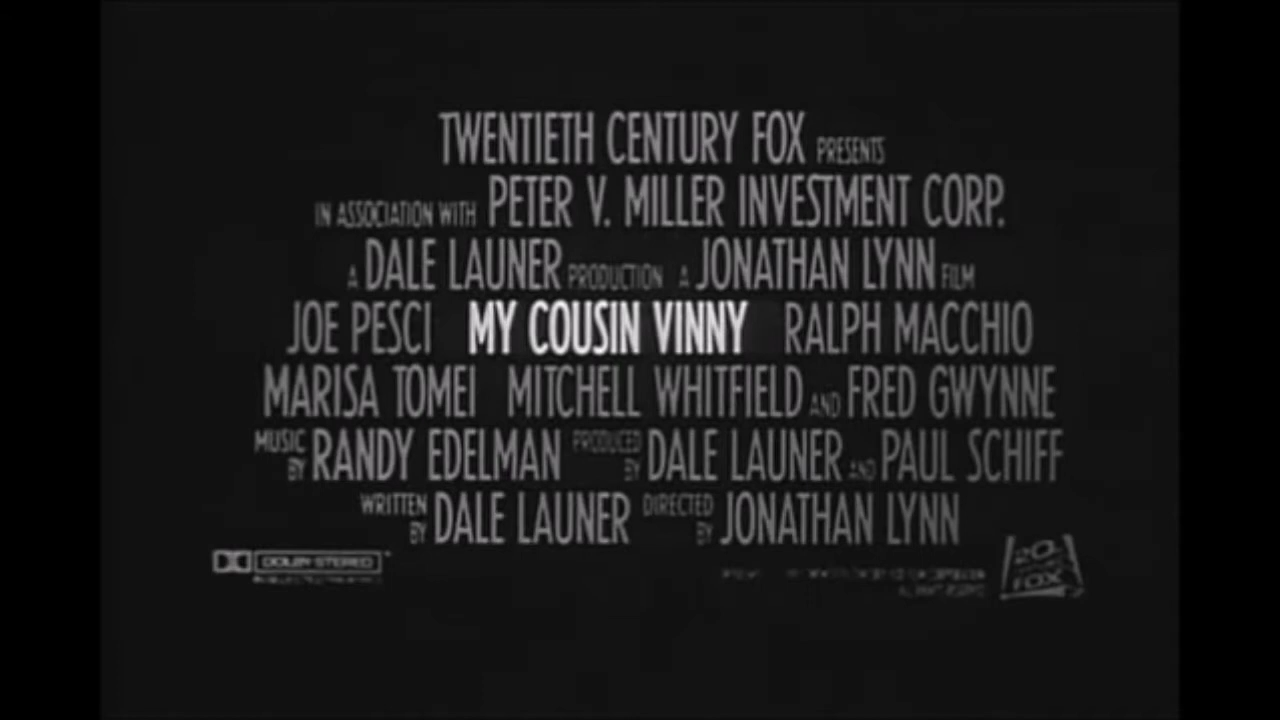 TWENTIETH CENTURY FOX PRESENTS
IN ASSOCIATION WITH PETER V. MILLER INVESTMENT CORP.
A DALE LAUNER PRODUCTION A JONATHAN LYNN FILM
JOE PESCI MY COUSIN VINNY RALPH MACCHIO
MARISA TOMEI MITCHELL WHITFIELD AND FRED GWYNNE
MUSIC BY RANDY EDELMAN PRODUCED BY DALE LAUNER AND PAUL SCHIFF
WRITTEN BY DALE LAUNER DIRECTED BY JONATHAN LYNN
DOLBY STEREO
20
FOX